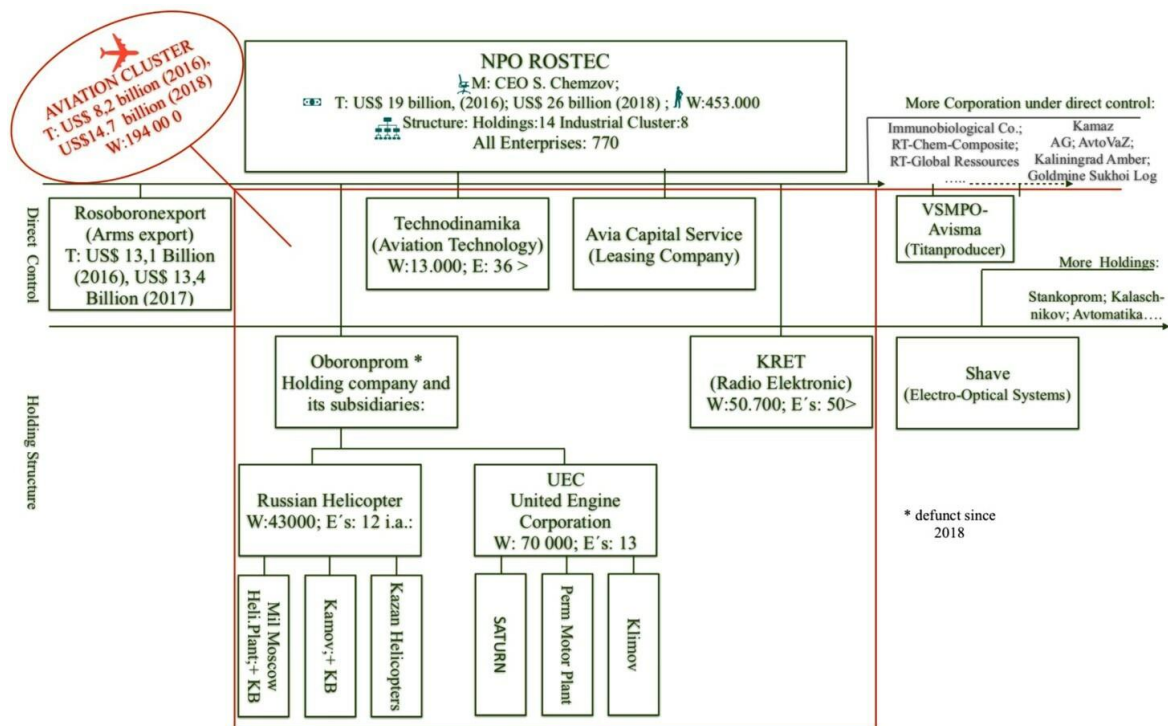 AVIATION CLUSTER
T: US$ 8,2 billion (2016),
US$14.7 billion (2018)
W:194 00 0
NPO ROSTEC
M: CEO S. Chemzov;
T: US$ 19 billion, (2016); US$ 26 billion (2018) ; W:453.000
Structure: Holdings:14 Industrial Cluster:8
All Enterprises: 770
More Corporation under direct control:
Immunobiological Co.;
RT-Chem-Composite;
RT-Global Ressources
.....
Kamaz
AG; AvtoVaZ;
Kaliningrad Amber;
Goldmine Sukhoi Log
Direct Control
Rosoboronexport
(Arms export)
T: US$ 13,1 Billion
(2016), US$ 13,4
Billion (2017)
Technodinamika
(Aviation Technology)
W:13.000; E: 36 >
Avia Capital Service
(Leasing Company)
VSMPO-
Avisma
(Titanproducer)
More Holdings:
Stankoprom; Kalasch-
nikov; Avtomatika….
Holding Structure
Oboronprom *
Holding company and
its subsidiaries:
KRET
(Radio Elektronic)
W:50.700; E´s: 50>
Shave
(Electro-Optical Systems)
Russian Helicopter
W:43000; E´s: 12 i.a.:
UEC
United Engine
Corporation
W: 70 000; E´s: 13
* defunct since
2018
Mil Moscow
Heli.Plant;+ KB
Kamov;+ KB
Kazan Helicopters
SATURN
Perm Motor Plant
Klimov